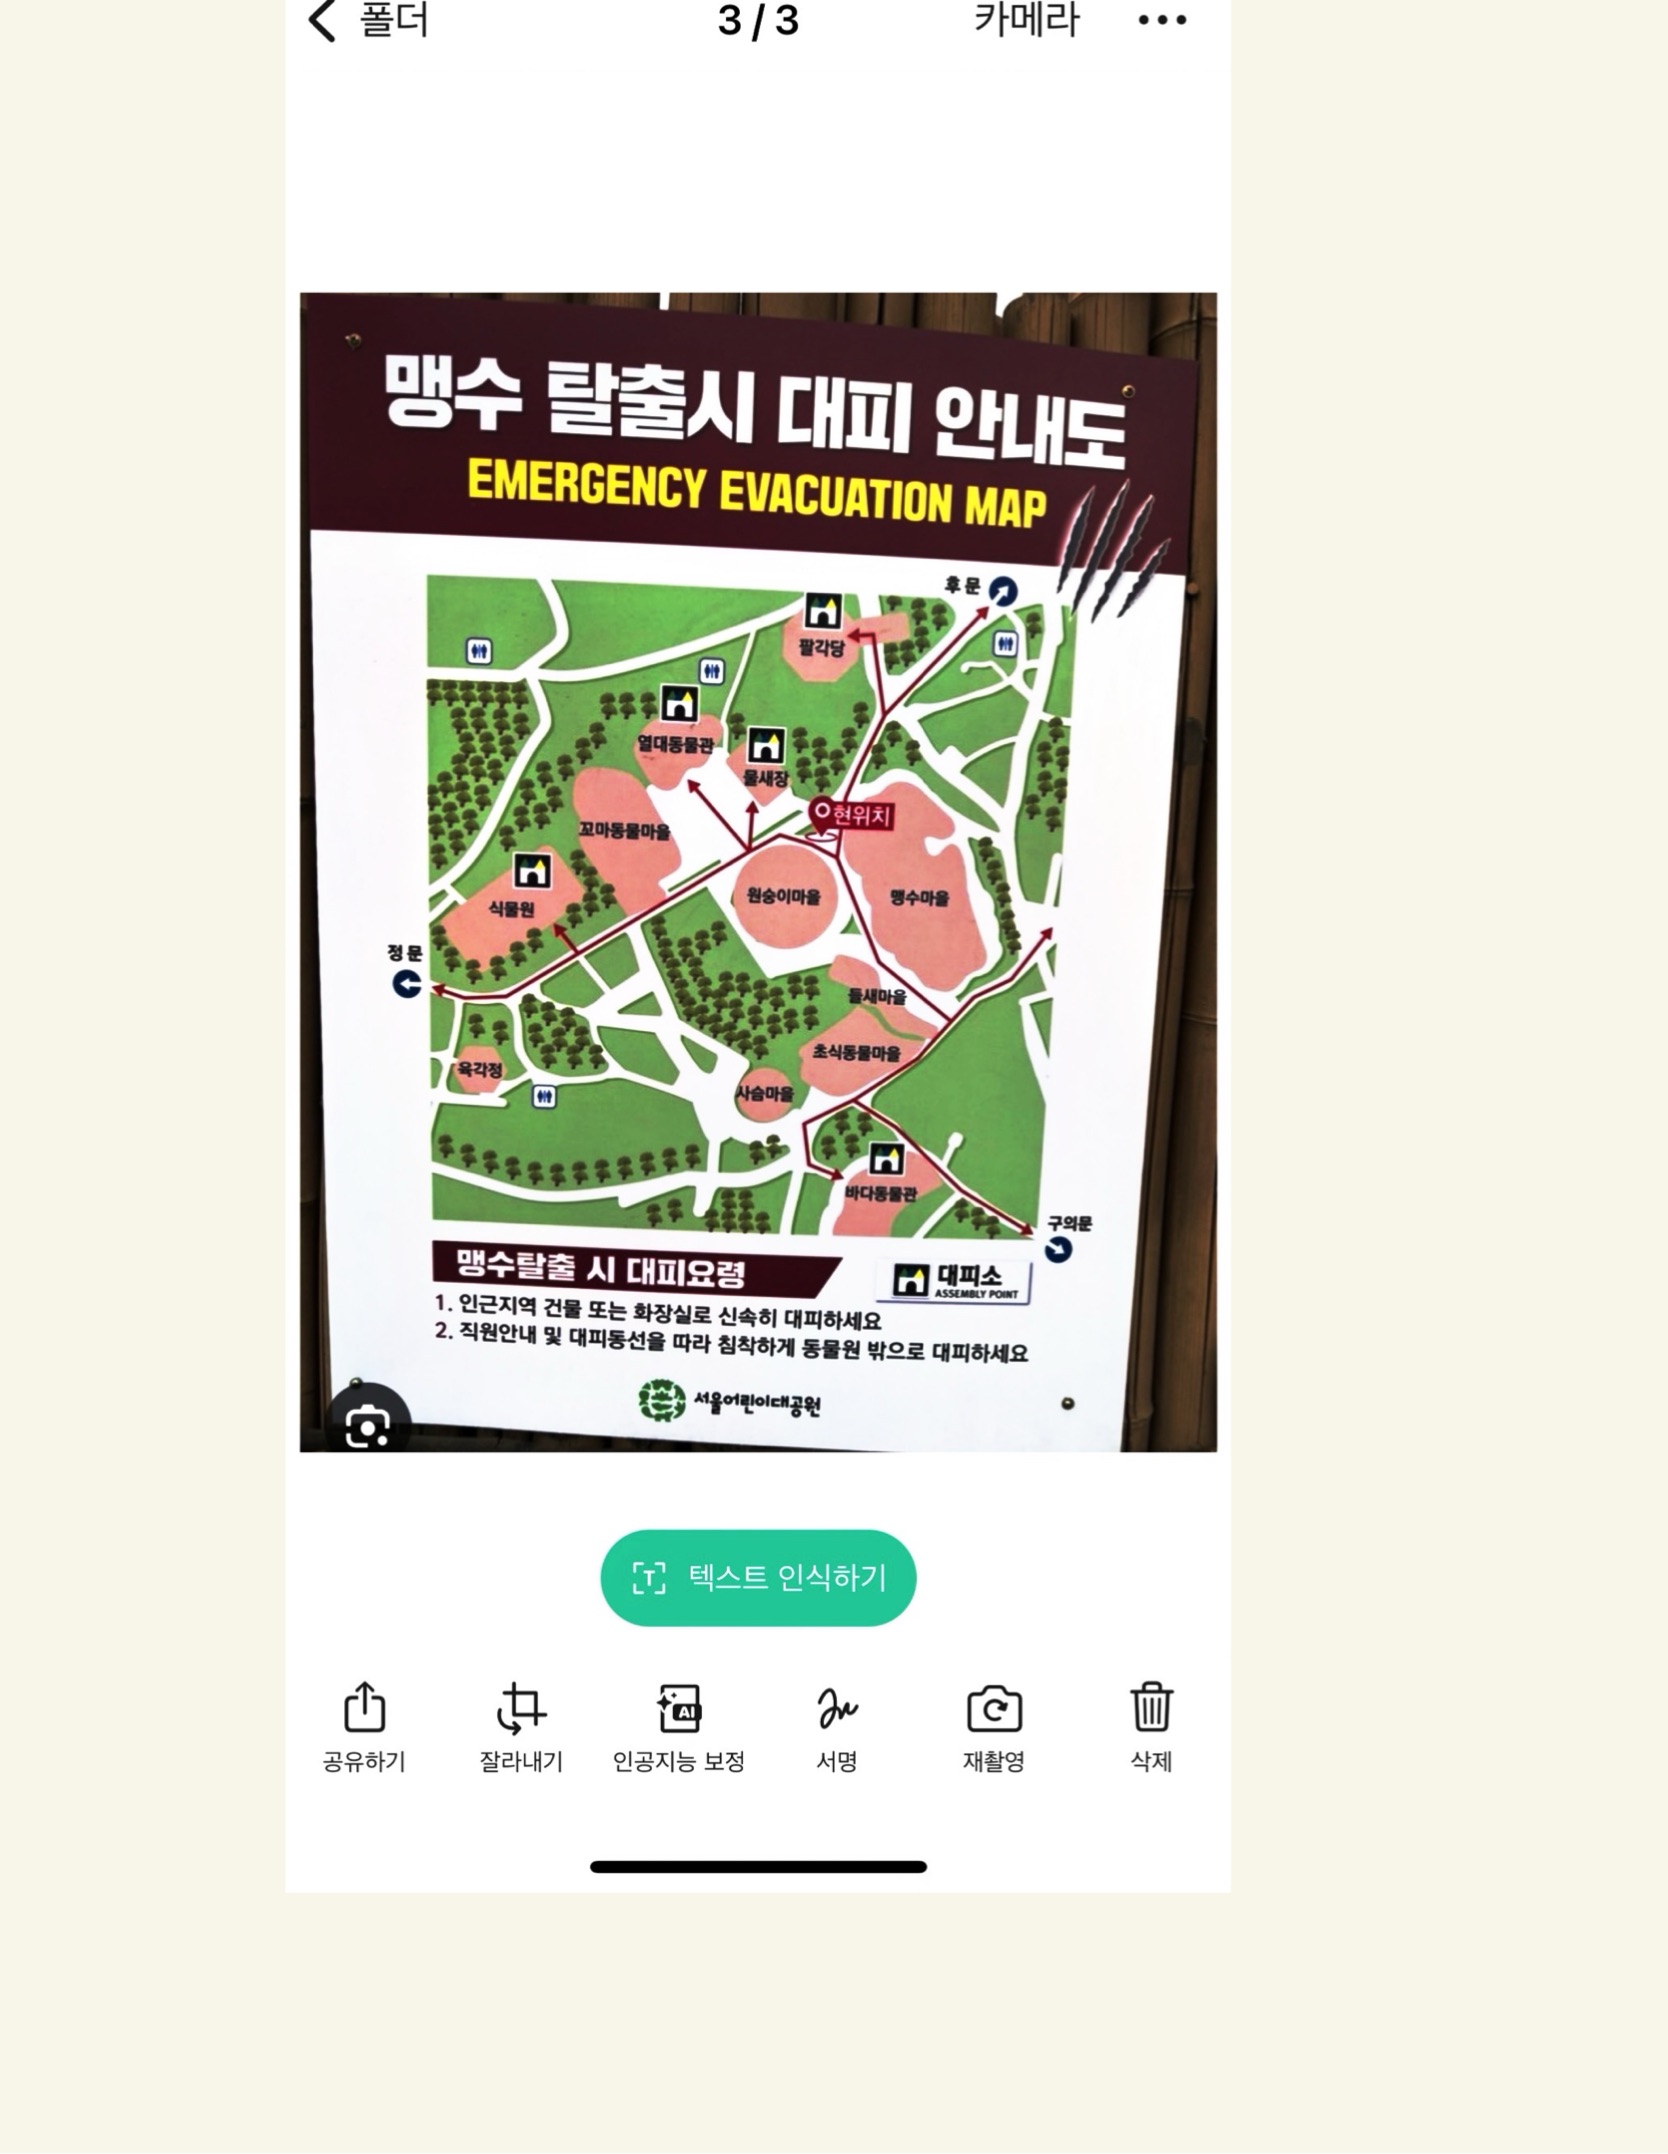 폴더
3 / 3
카메라
맹수 탈출시 대피 안내도
EMERGENCY EVACUATION MAP
후문
팔각당
열대동물관
물새장
현위치
꼬마동물마을
원숭이마을
맹수마을
식물원
정문
들새마을
초식동물마을
육각정
사슴마을
바다동물관
구의문
맹수탈출 시 대피요령
대피소
ASSEMBLY POINT
1. 인근지역 건물 또는 화장실로 신속히 대피하세요
2. 직원안내 및 대피동선을 따라 침착하게 동물원 밖으로 대피하세요
서울어린이대공원
T 텍스트 인식하기
AI
공유하기
잘라내기
인공지능 보정
서명
재촬영
삭제